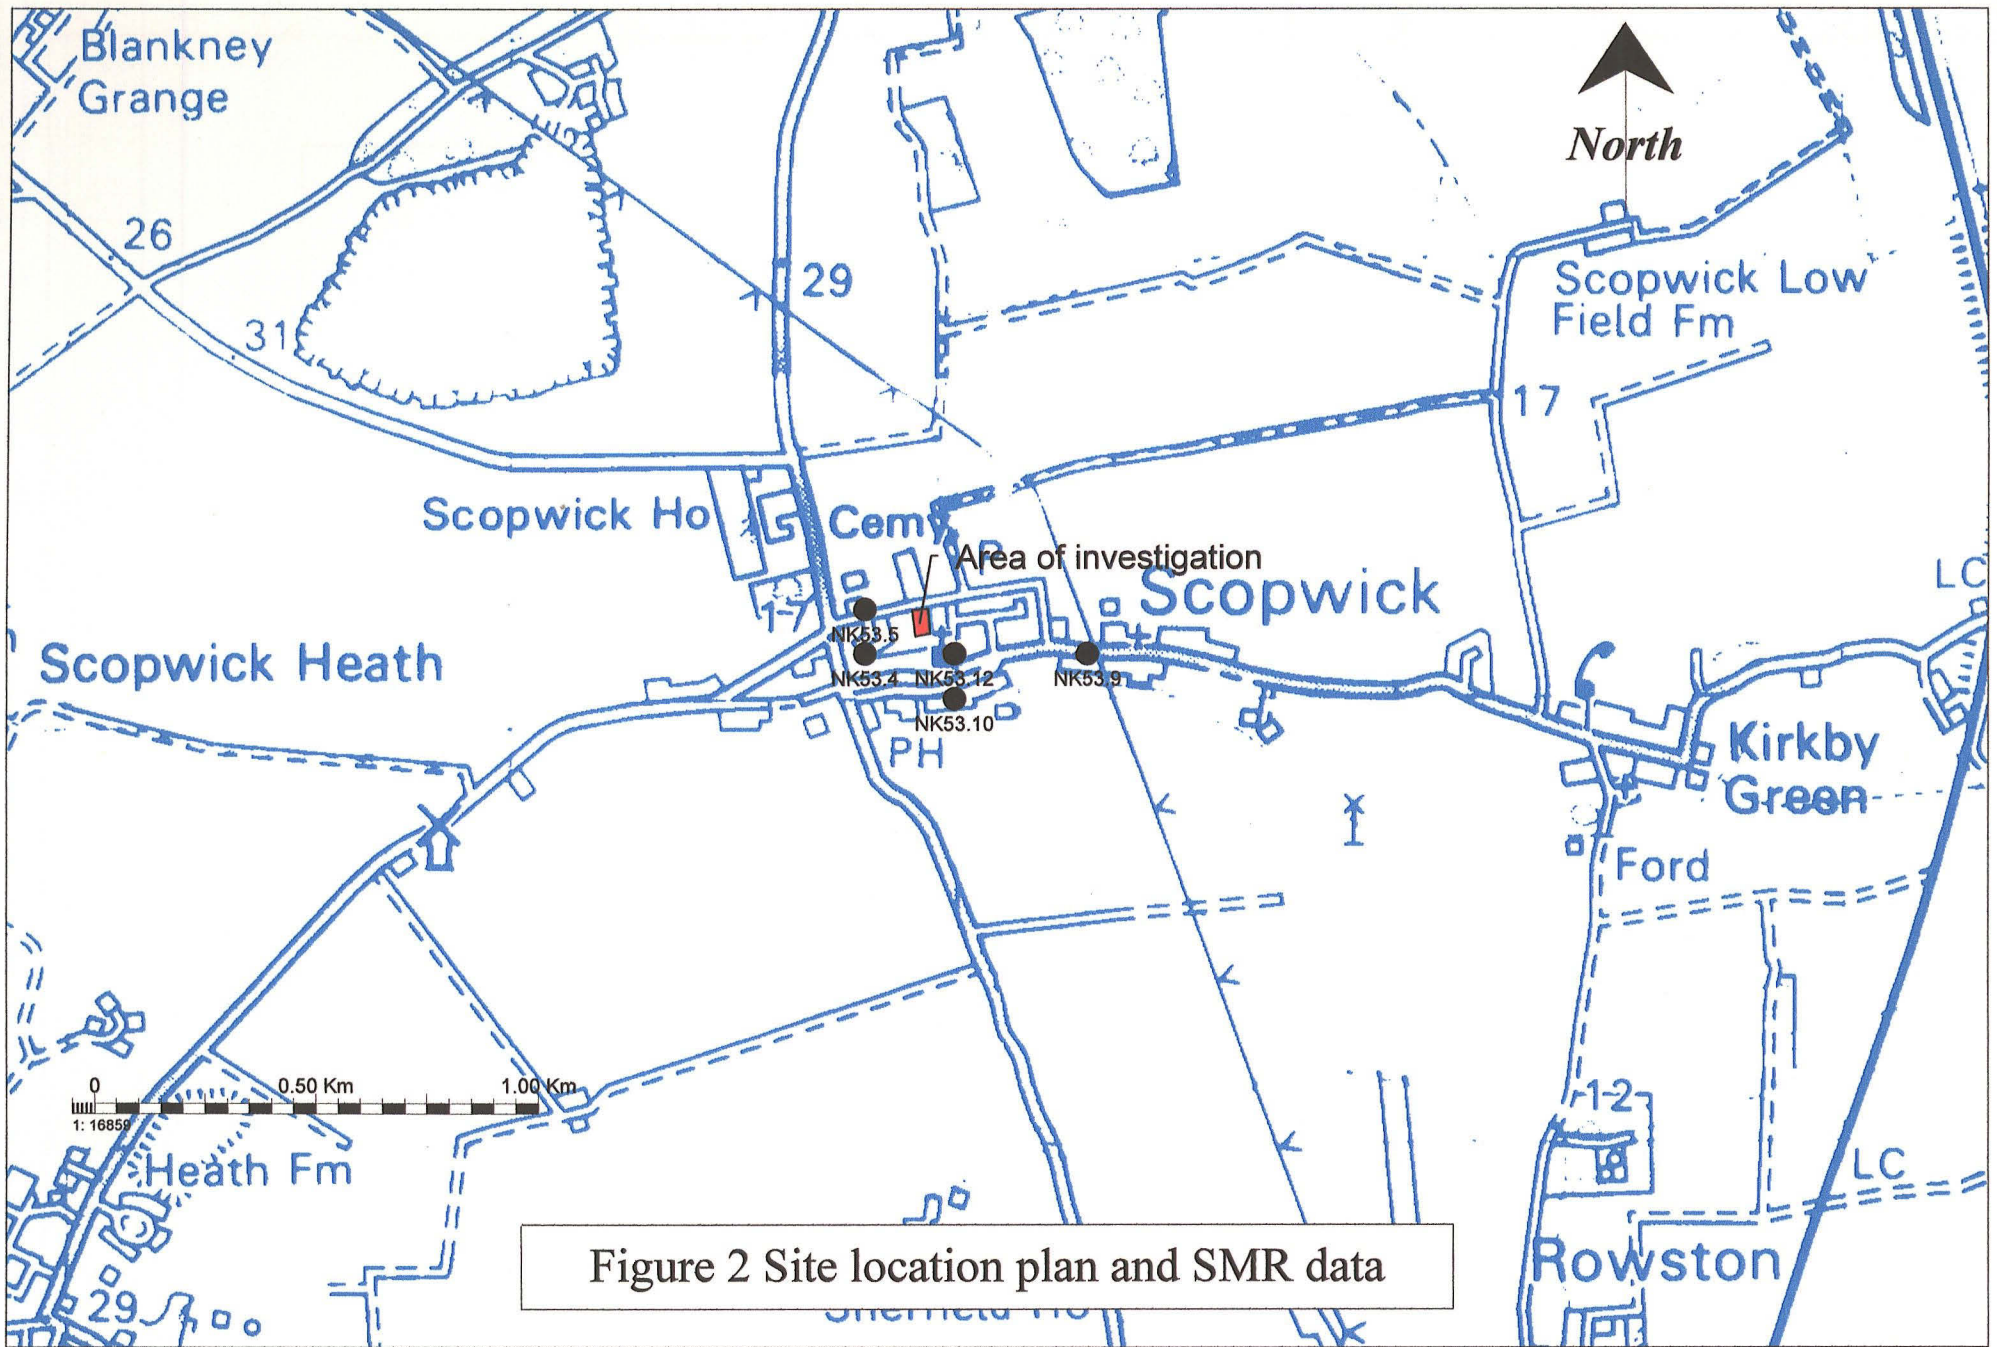 Blankney
Grange
North
26
29
31
Scopwick Low
Field Fm
17
Scopwick Ho
Cemy
Area of investigation
P
Scopwick
LC
17
NK53.5
Scopwick Heath
NK53.4
NK53.12
NK53.9
NK53.10
PH
Kirkby
Green
Ford
0
0.50 Km
1.00 Km
1: 16859
12
Heath Fm
LC
Figure 2 Site location plan and SMR data
Rowston
29